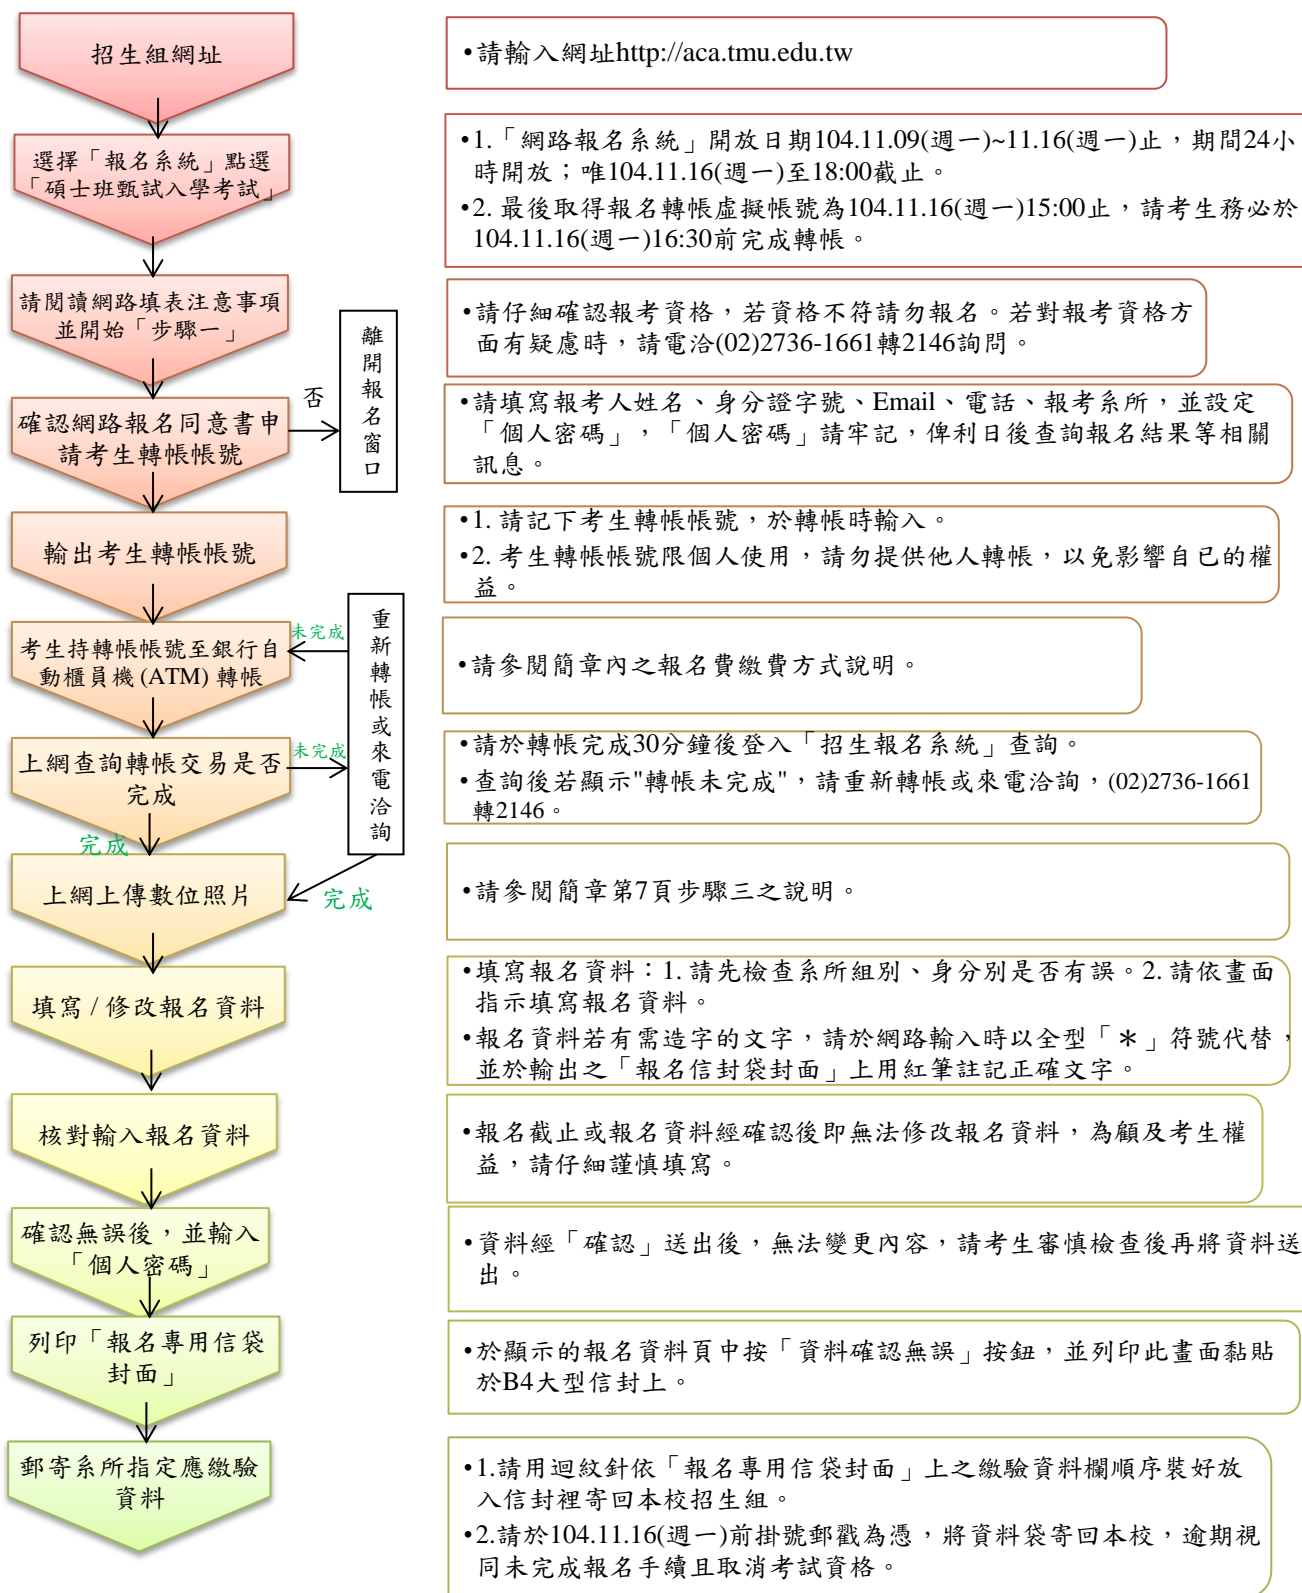 招生組網址
•請輸入網址http://aca.tmu.edu.tw
選擇「報名系統」點選
「碩士班甄試入學考試」
•1.「網路報名系統」開放日期104.11.09(週一)~11.16(週一)止，期間24小
時開放；唯104.11.16(週一)至18:00截止。
•2. 最後取得報名轉帳虛擬帳號為104.11.16(週一)15:00止，請考生務必於
104.11.16(週一)16:30前完成轉帳。
請閱讀網路填表注意事項
並開始「步驟一」
•請仔細確認報考資格，若資格不符請勿報名。若對報考資格方
面有疑慮時，請電洽(02)2736-1661轉2146詢問。
確認網路報名同意書申
請考生轉帳帳號
否
離開報名窗口
•請填寫報考人姓名、身分證字號、Email、電話、報考系所，並設定
「個人密碼」，「個人密碼」請牢記，俾利日後查詢報名結果等相關
訊息。
輸出考生轉帳帳號
•1. 請記下考生轉帳帳號，於轉帳時輸入。
•2. 考生轉帳帳號限個人使用，請勿提供他人轉帳，以免影響自己的權
益。
考生持轉帳帳號至銀行自
動櫃員機 (ATM) 轉帳
未完成
重新轉帳或來電洽詢
•請參閱簡章內之報名費繳費方式說明。
上網查詢轉帳交易是否
完成
未完成
•請於轉帳完成30分鐘後登入「招生報名系統」查詢。
•查詢後若顯示"轉帳未完成"，請重新轉帳或來電洽詢，(02)2736-1661
轉2146。
完成
上網上傳數位照片
完成
•請參閱簡章第7頁步驟三之說明。
填寫 / 修改報名資料
•填寫報名資料：1. 請先檢查系所組別、身分別是否有誤。2. 請依畫面
指示填寫報名資料。
•報名資料若有需造字的文字，請於網路輸入時以全型「＊」符號代替，
並於輸出之「報名信封袋封面」上用紅筆註記正確文字。
核對輸入報名資料
•報名截止或報名資料經確認後即無法修改報名資料，為顧及考生權
益，請仔細謹慎填寫。
確認無誤後，並輸入
「個人密碼」
•資料經「確認」送出後，無法變更內容，請考生審慎檢查後再將資料送
出。
列印「報名專用信袋
封面」
•於顯示的報名資料頁中按「資料確認無誤」按鈕，並列印此畫面黏貼
於B4大型信封上。
郵寄系所指定應繳驗
資料
•1.請用迴紋針依「報名專用信袋封面」上之繳驗資料欄順序裝好放
入信封裡寄回本校招生組。
•2.請於104.11.16(週一)前掛號郵戳為憑，將資料袋寄回本校，逾期視
同未完成報名手續且取消考試資格。